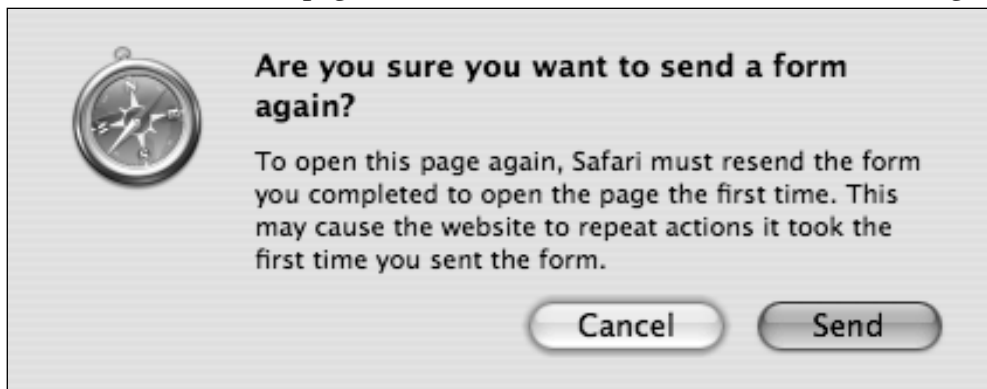 Are you sure you want to send a form
again?
To open this page again, Safari must resend the form
you completed to open the page the first time. This
may cause the website to repeat actions it took the
first time you sent the form.
Cancel Send